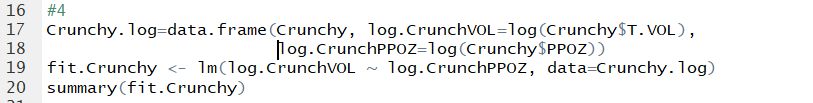 16 #4
17 Crunchy.log=data.frame(Crunchy, log.CrunchVOL=log(Crunchy$T.VOL),
18 log.CrunchPPOZ=log(Crunchy$PPOZ))
19 fit.Crunchy <- lm(log.CrunchVOL ~ log.CrunchPPOZ, data=Crunchy.log)
20 summary(fit.Crunchy)